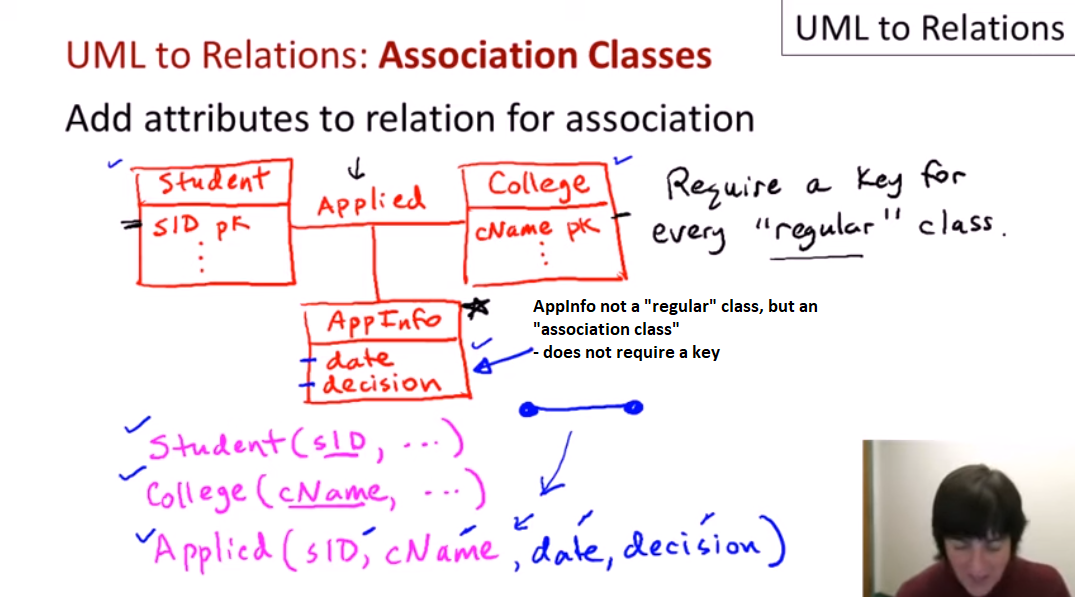 UML to Relations
UML to Relations: Association Classes
Add attributes to relation for association
Student
sID pk
Applied
College
cName pk
Require a key for
every "regular" class.
AppInfo
date
decision
AppInfo not a "regular" class, but an
"association class"
- does not require a key
Student(sID, ...)
College(cName, ...)
Applied(sID, cName, date, decision)